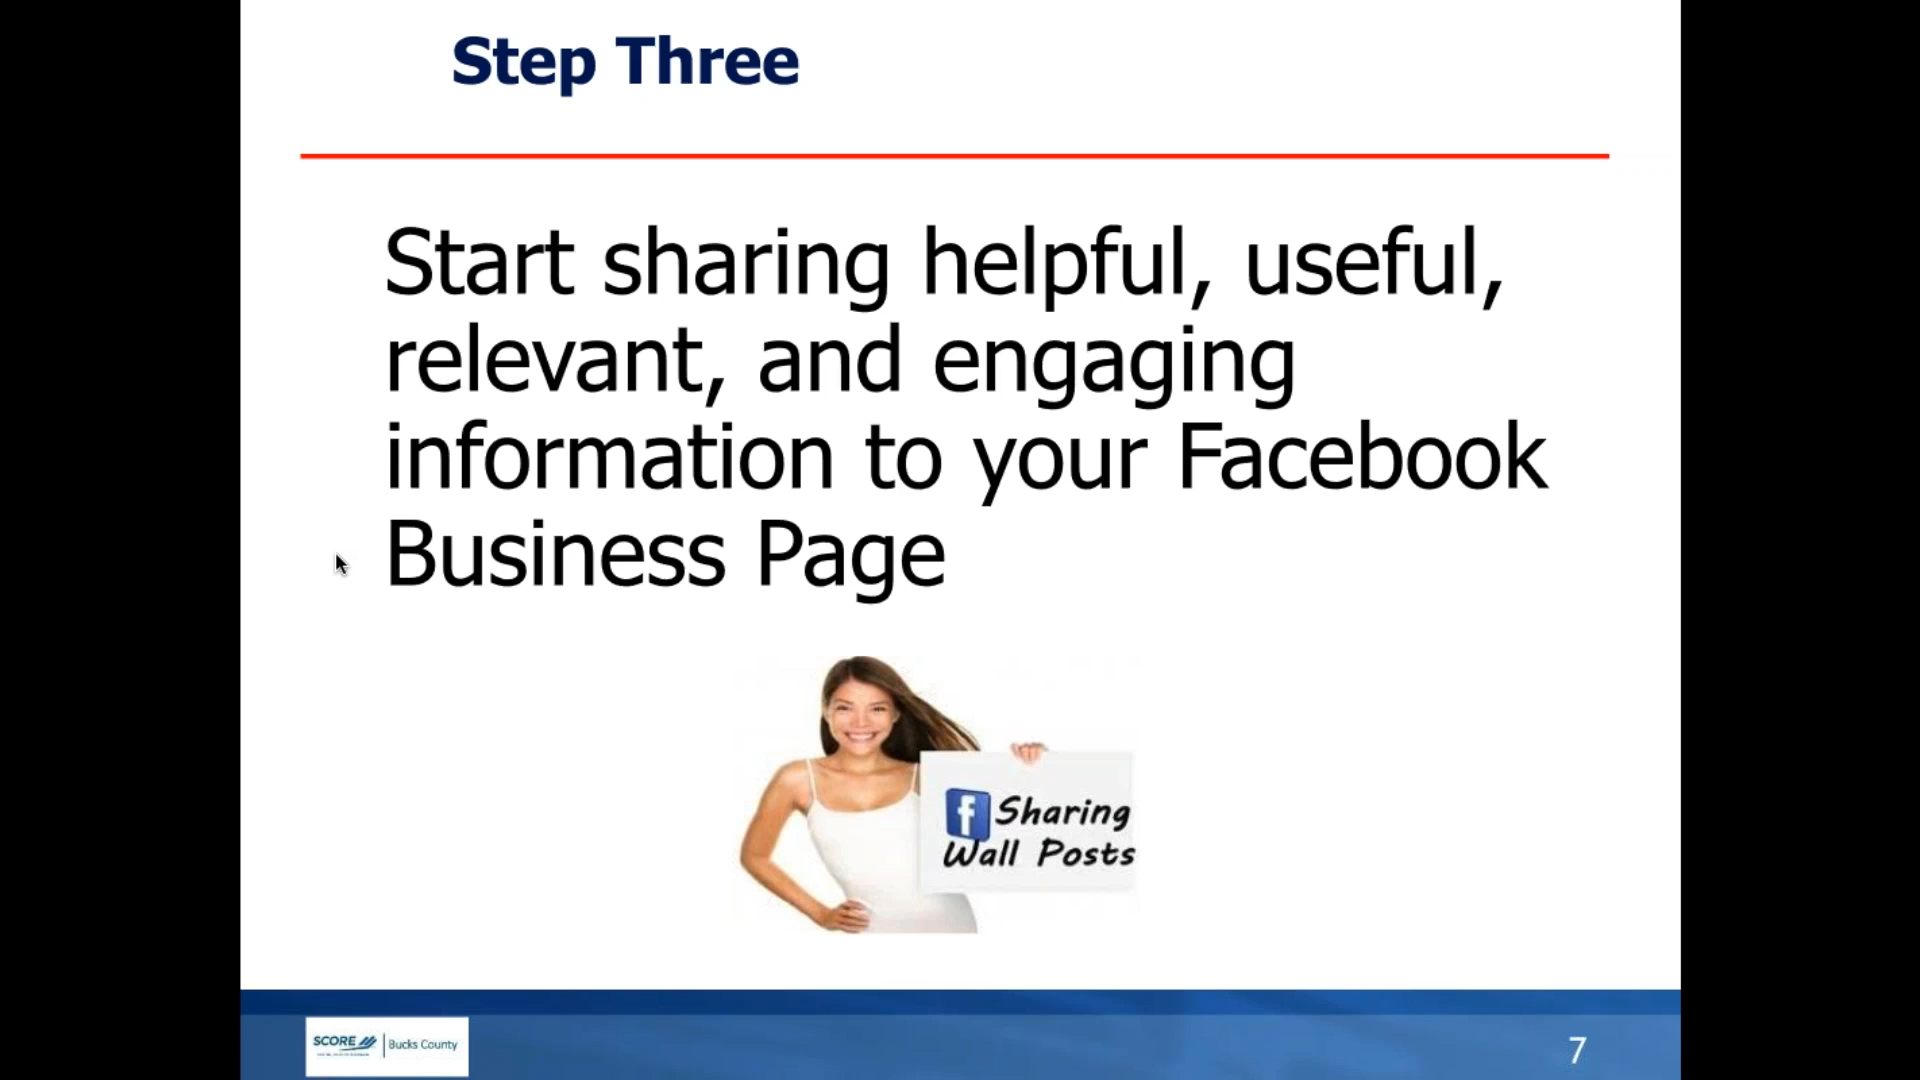 Step Three
Start sharing helpful, useful,
relevant, and engaging
information to your Facebook
Business Page
f Sharing
Wall Posts
SCORE
Bucks County
7